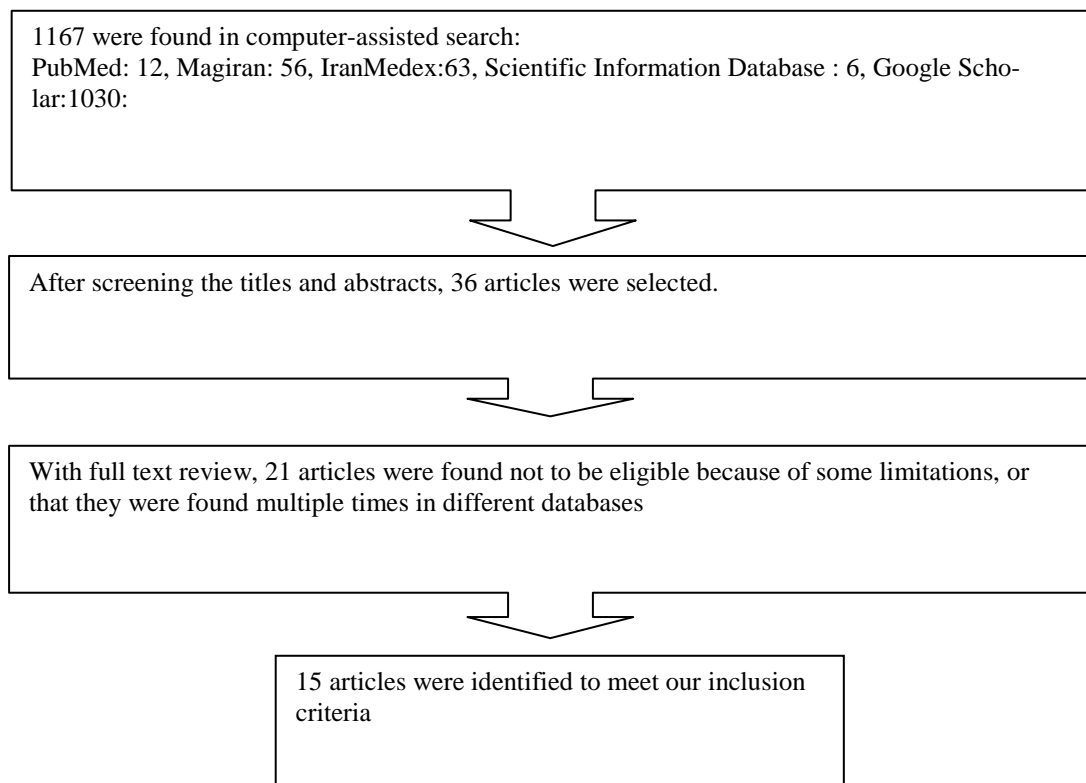 1167 were found in computer-assisted search:
PubMed: 12, Magiran: 56, IranMedex:63, Scientific Information Database : 6, Google Scho-
lar:1030:
After screening the titles and abstracts, 36 articles were selected.
With full text review, 21 articles were found not to be eligible because of some limitations, or
that they were found multiple times in different databases
15 articles were identified to meet our inclusion
criteria